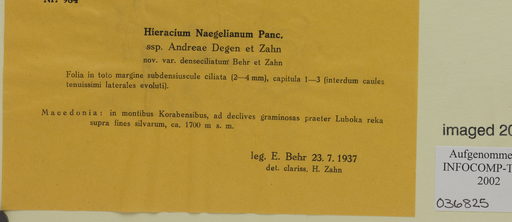 Nr. 984
Hieracium Naegelianum Panc.
ssp. Andreae Degen et Zahn
nov. var. denseciliatum Behr et Zahn
Folia in toto margine subdensiuscule ciliata (2—4 mm), capitula 1—3 (interdum caules
tenuissimi laterales evoluti).
Macedonia: in montibus Korabensibus, ad declives graminosas praeter Luboka reka
supra fines silvarum, ca. 1700 m s. m.
leg. E. Behr 23. 7. 1937
det. clariss. H. Zahn
imaged 20
Aufgenomme
INFOCOMP-T
2002
036825